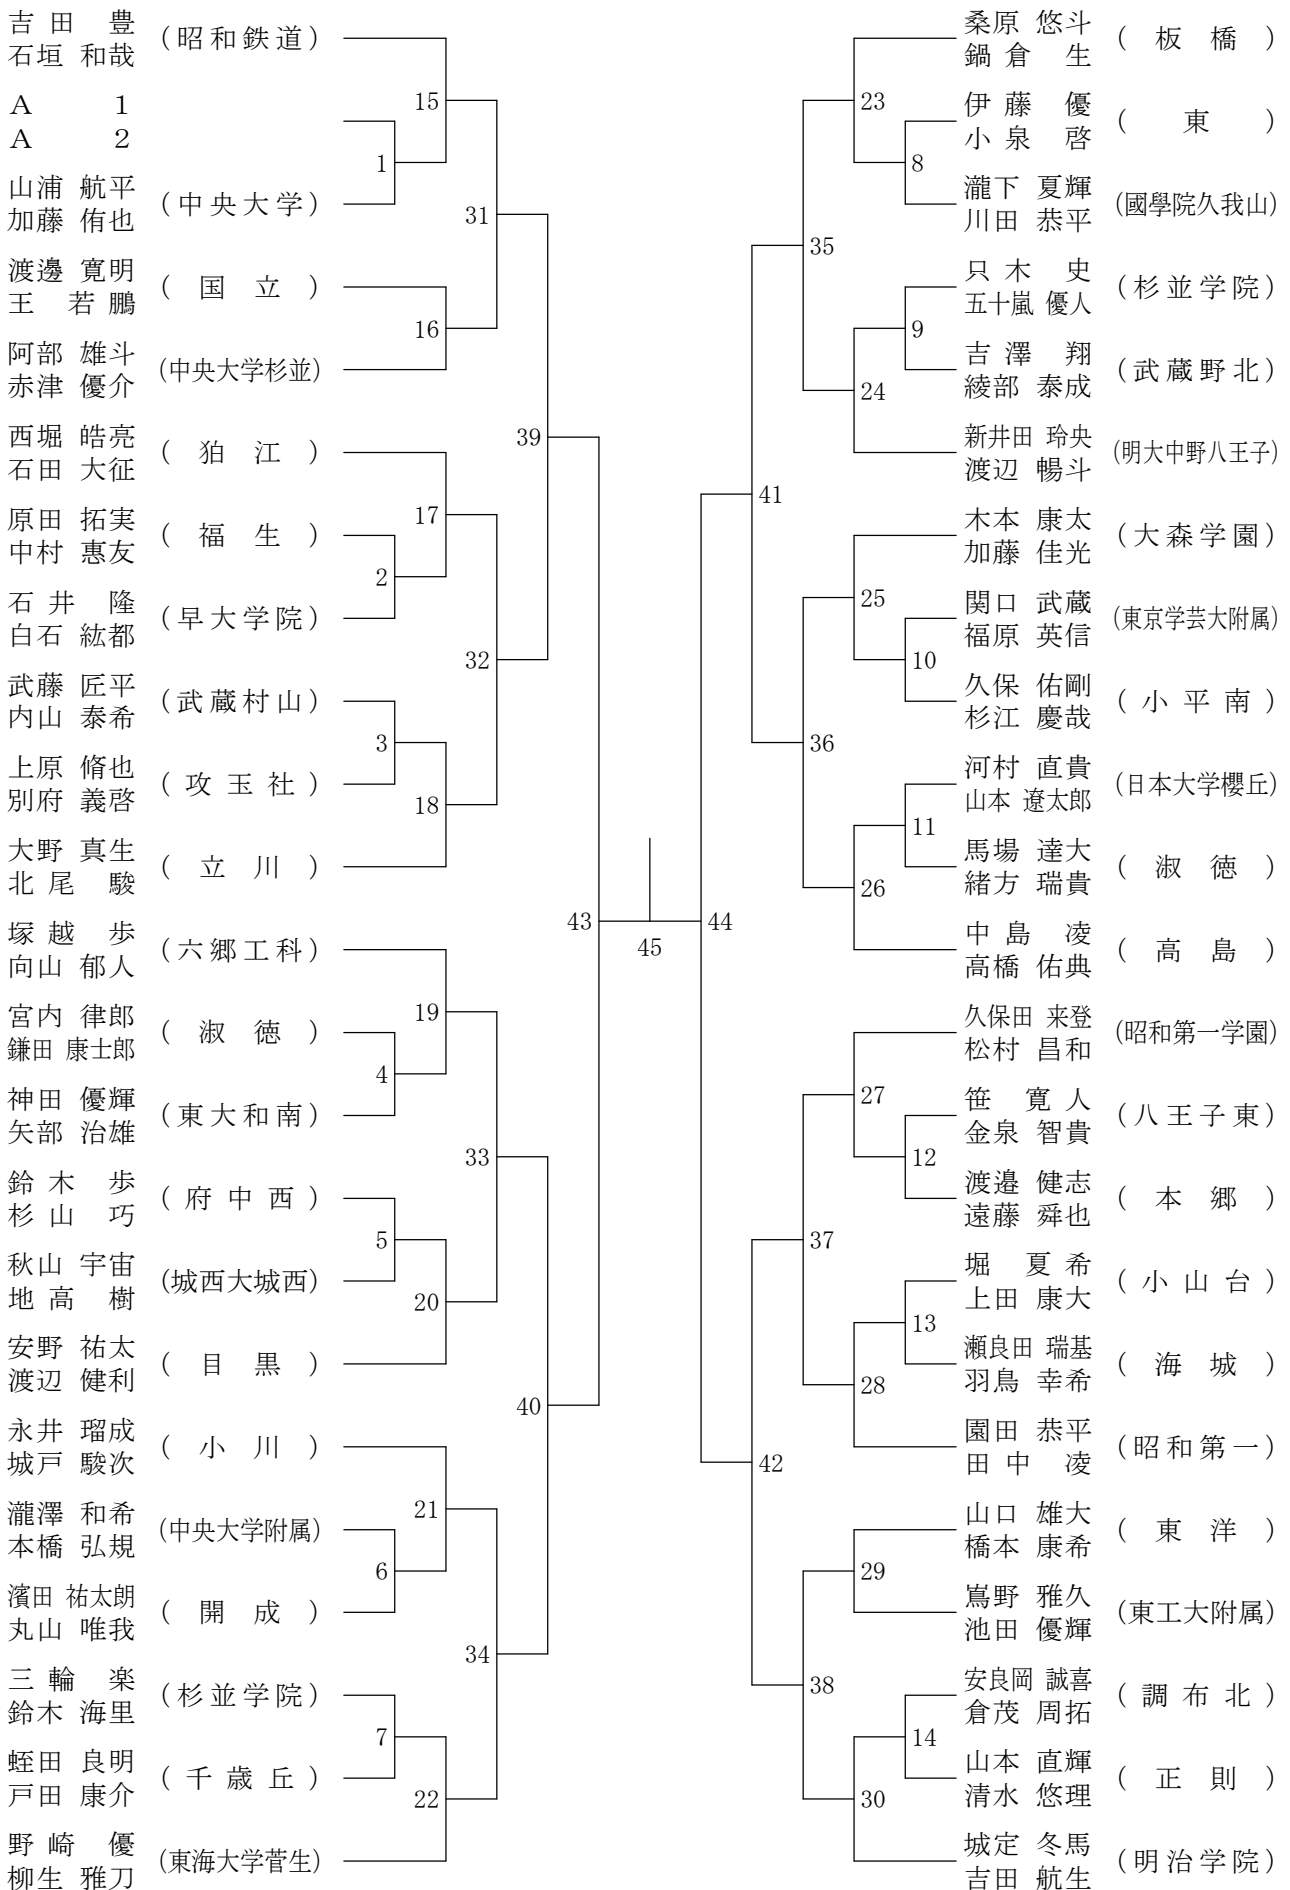 吉田 豊
石垣 和哉
(昭和鉄道)
A 1
A 2
山浦 航平
加藤 侑也
(中央大学)
渡邊 寛明
王 若鵬
(国立)
阿部 雄斗
赤津 優介
(中央大学杉並)
西堀 皓亮
石田 大征
(狛江)
原田 拓実
中村 惠友
(福生)
石井 隆
白石 紘都
(早大学院)
武藤 匠平
内山 泰希
(武蔵村山)
上原 脩也
別府 義啓
(攻玉社)
大野 真生
北尾 駿
(立川)
塚越 歩
向山 郁人
(六郷工科)
宮内 律郎
鎌田 康士郎
(淑徳)
神田 優輝
矢部 治雄
(東大和南)
鈴木 歩
杉山 巧
(府中西)
秋山 宇宙
地高 樹
(城西大城西)
安野 祐太
渡辺 健利
(目黒)
永井 瑠成
城戸 駿次
(小川)
瀧澤 和希
本橋 弘規
(中央大学附属)
濱田 祐太朗
丸山 唯我
(開成)
三輪 楽
鈴木 海里
(杉並学院)
蛭田 良明
戸田 康介
(千歳丘)
野崎 優
柳生 雅刀
(東海大学菅生)
15
1
31
16
39
17
2
32
3
18
43
19
4
33
5
20
40
21
6
34
7
22
45
44
23
8
35
9
24
41
25
10
36
11
26
27
12
37
13
28
42
29
38
14
30
桑原 悠斗
鍋倉 生
(板橋)
伊藤 優
小泉 啓
(東)
瀧下 夏輝
川田 恭平
(國學院久我山)
只木 史
五十嵐 優人
(杉並学院)
吉澤 翔
綾部 泰成
(武蔵野北)
新井田 玲央
渡辺 暢斗
(明大中野八王子)
木本 康太
加藤 佳光
(大森学園)
関口 武蔵
福原 英信
(東京学芸大附属)
久保 佑剛
杉江 慶哉
(小平南)
河村 直貴
山本 遼太郎
(日本大学櫻丘)
馬場 達大
緒方 瑞貴
(淑徳)
中島 凌
高橋 佑典
(高島)
久保田 来登
松村 昌和
(昭和第一学園)
笹 寛人
金泉 智貴
(八王子東)
渡邉 健志
遠藤 舜也
(本郷)
堀 夏希
上田 康大
(小山台)
瀬良田 瑞基
羽鳥 幸希
(海城)
園田 恭平
田中 凌
(昭和第一)
山口 雄大
橋本 康希
(東洋)
嶌野 雅久
池田 優輝
(東工大附属)
安良岡 誠喜
倉茂 周拓
(調布北)
山本 直輝
清水 悠理
(正則)
城定 冬馬
吉田 航生
(明治学院)